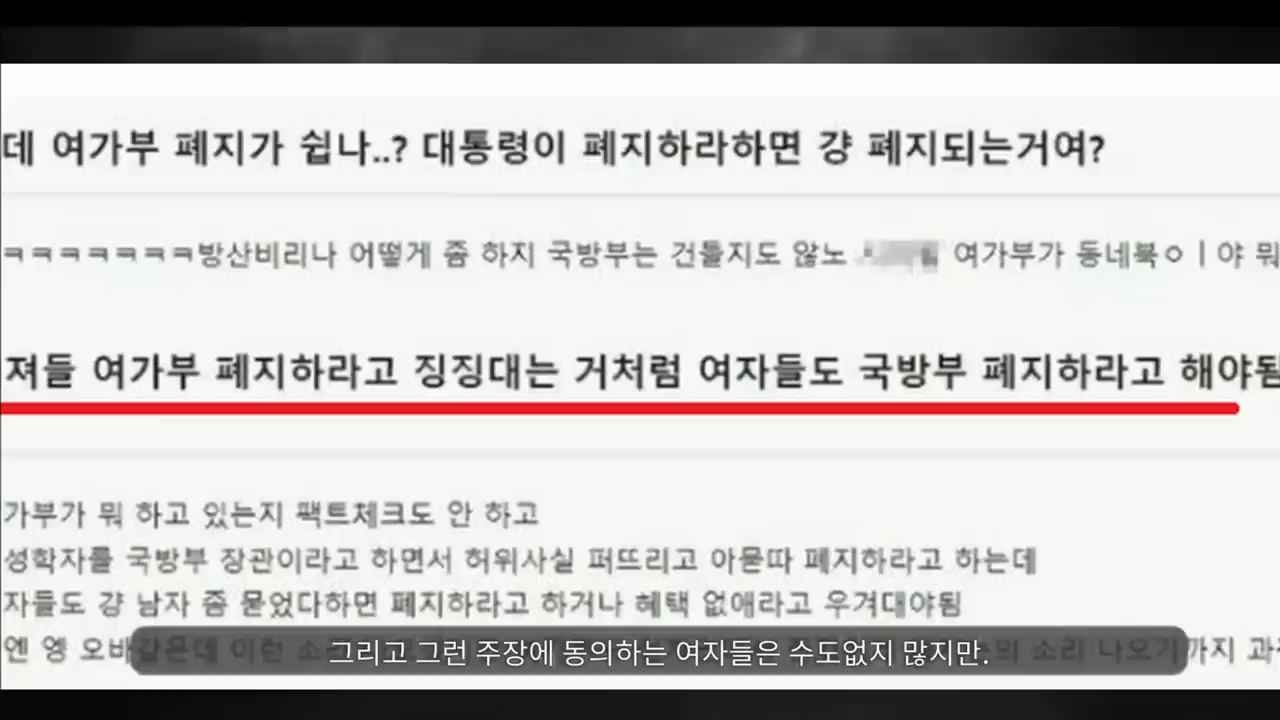 데 여가부 폐지가 쉽나..? 대통령이 폐지하라하면 걍 폐지되는거여?
ㅋㅋㅋㅋㅋㅋㅋ방산비리나 어떻게 좀 하지 국방부는 건들지도 않노 여가부가 동네북ㅇㅣ야 뭐
져들 여가부 폐지하라고 징징대는 거처럼 여자들도 국방부 폐지하라고 해야됨
가부가 뭐 하고 있는지 팩트체크도 안 하고
성학자를 국방부 장관이라고 하면서 허위사실 퍼뜨리고 아묻따 폐지하라고 하는데
자들도 걍 남자 좀 묻었다하면 폐지하라고 하거나 혜택 없애라고 우겨대야됨
엔 엥 오바같은데 이런 소리 나오기까지
그리고 그런 주장에 동의하는 여자들은 수도없지 많지만.